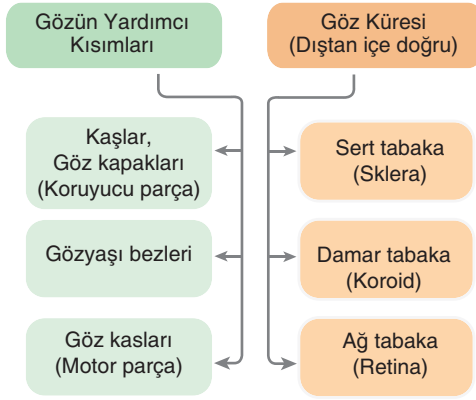 Gözün Yardımcı
Kısımları
Kaşlar,
Göz kapakları
(Koruyucu parça)
Gözyaşı bezleri
Göz kasları
(Motor parça)
Göz Küresi
(Dıştan içe doğru)
Sert tabaka
(Sklera)
Damar tabaka
(Koroid)
Ağ tabaka
(Retina)